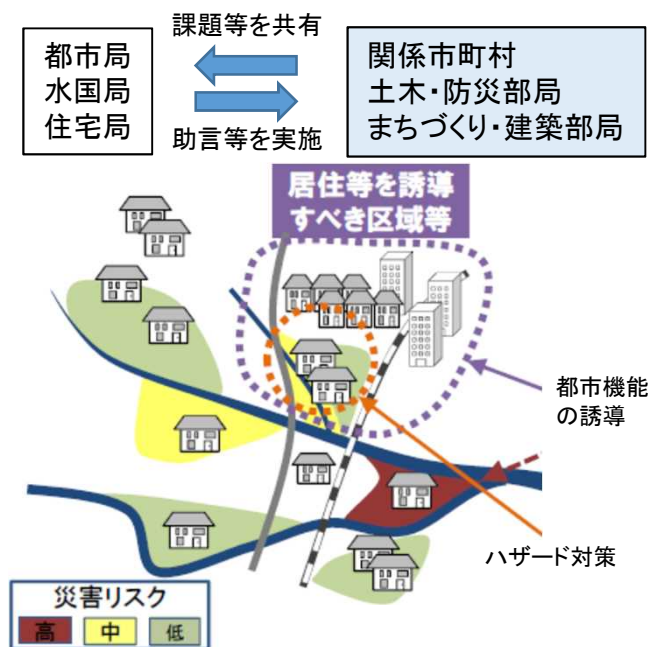 課題等を共有
都市局
水国局
住宅局
関係市町村
土木・防災部局
まちづくり・建築部局
助言等を実施
居住等を誘導
すべき区域等
都市機能
の誘導
ハザード対策
災害リスク
高 中 低